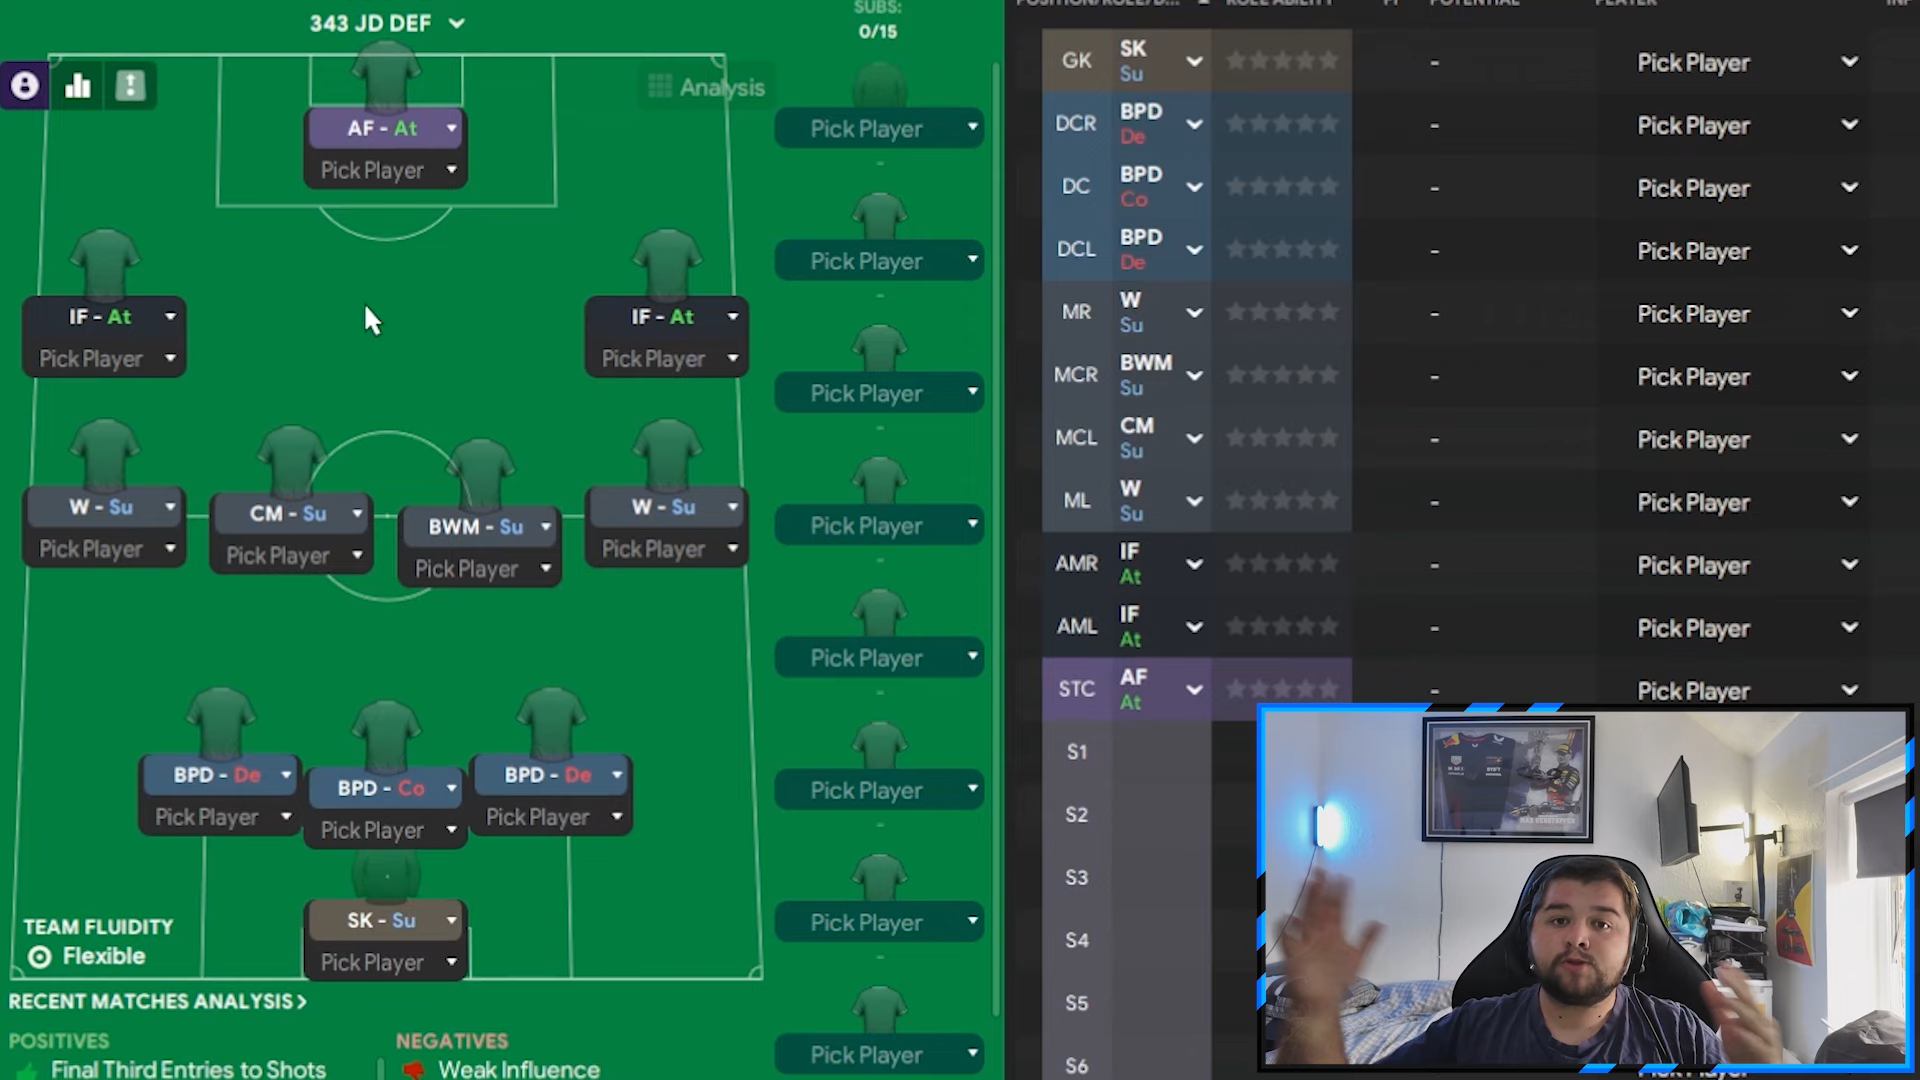 343 JD DEF
SUBS:
0/15
Analysis
AF - At
Pick Player
IF - At
Pick Player
IF - At
Pick Player
W - Su
Pick Player
CM - Su
Pick Player
BWM - Su
Pick Player
W - Su
Pick Player
BPD - De
Pick Player
BPD - Co
Pick Player
BPD - De
Pick Player
SK - Su
Pick Player
TEAM FLUIDITY
Flexible
RECENT MATCHES ANALYSIS >
POSITIVES
Final Third Entries to Shots
NEGATIVES
Weak Influence
Pick Player
-
Pick Player
-
Pick Player
-
Pick Player
-
Pick Player
-
Pick Player
-
Pick Player
-
Pick Player
POSITION/ROLE/D... ROLE ABILITY POTENTIAL PLAYER INF
GK SK Su - Pick Player
DCR BPD De - Pick Player
DC BPD Co - Pick Player
DCL BPD De - Pick Player
MR W Su - Pick Player
MCR BWM Su - Pick Player
MCL CM Su - Pick Player
ML W Su - Pick Player
AMR IF At - Pick Player
AML IF At - Pick Player
STC AF At - Pick Player
S1
S2
S3
S4
S5
S6